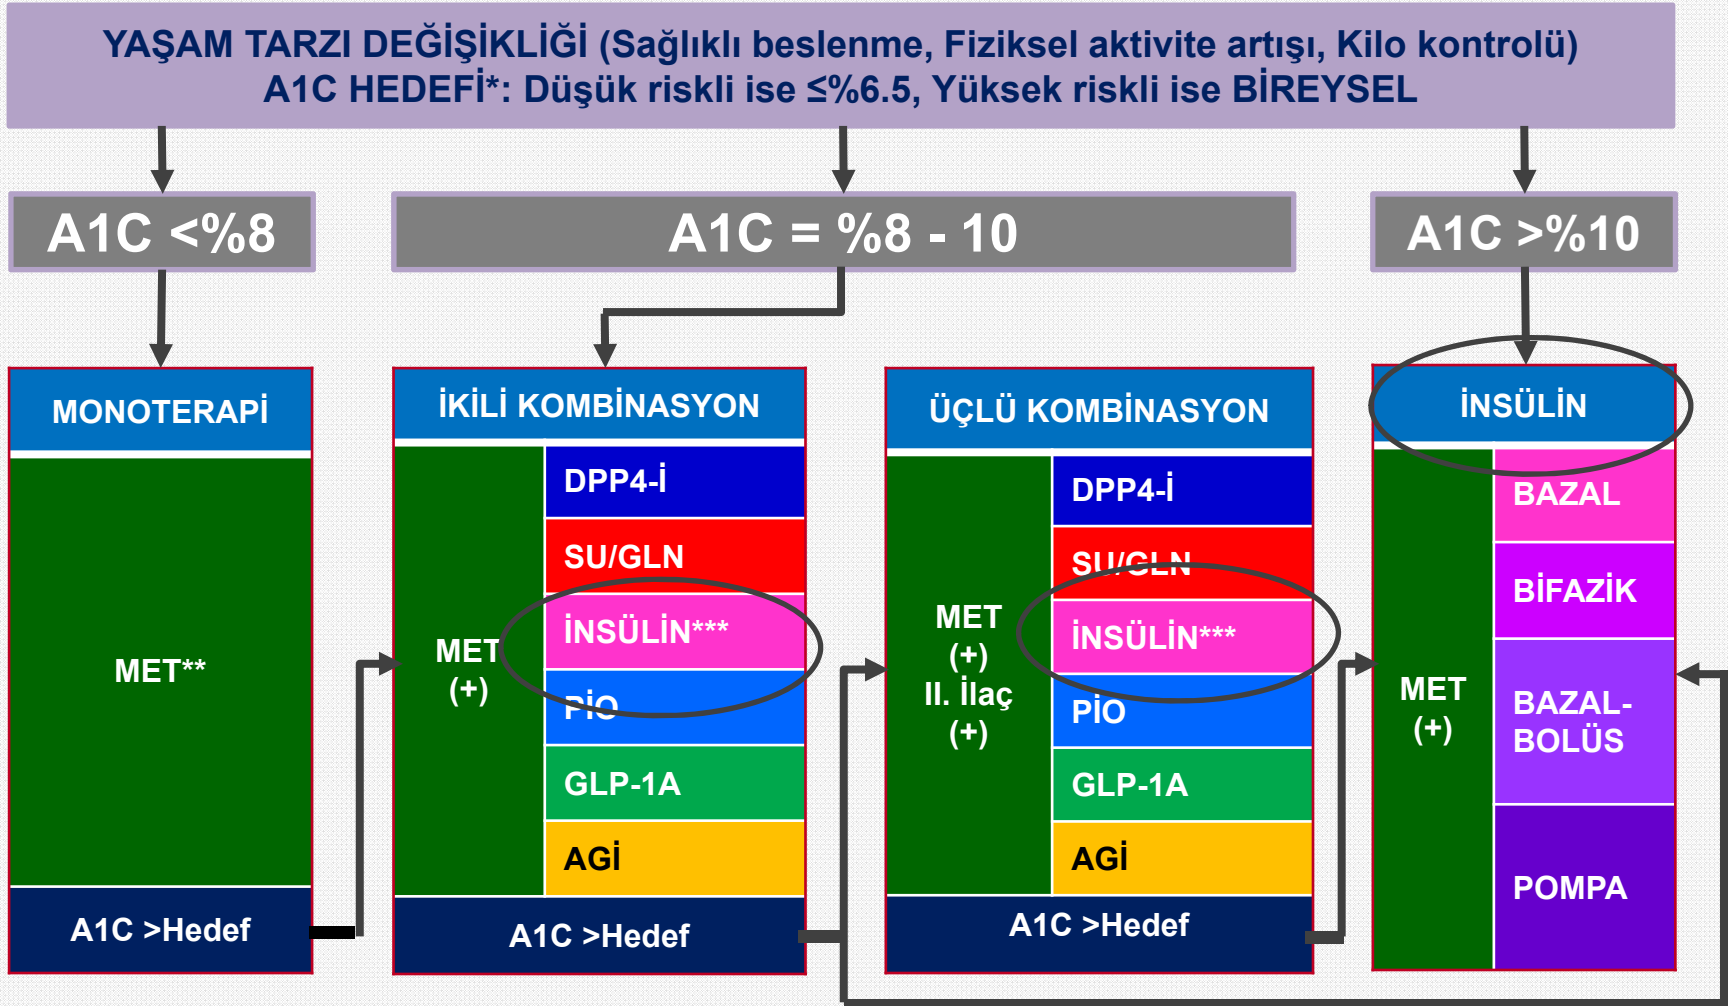 YAŞAM TARZI DEĞİŞİKLİĞİ (Sağlıklı beslenme, Fiziksel aktivite artışı, Kilo kontrolü)
A1C HEDEFİ*: Düşük riskli ise ≤%6.5, Yüksek riskli ise BİREYSEL
A1C <%8
A1C = %8 - 10
A1C >%10
MONOTERAPİ
MET**
A1C >Hedef
İKİLİ KOMBİNASYON
MET
(+)
DPP4-İ
SU/GLN
İNSÜLİN***
PİO
GLP-1A
AGİ
A1C >Hedef
ÜÇLÜ KOMBİNASYON
MET
(+)
II. İlaç
(+)
DPP4-İ
SU/GLN
İNSÜLİN***
PİO
GLP-1A
AGİ
A1C >Hedef
İNSÜLİN
MET
(+)
BAZAL
BİFAZİK
BAZAL-
BOLÜS
POMPA